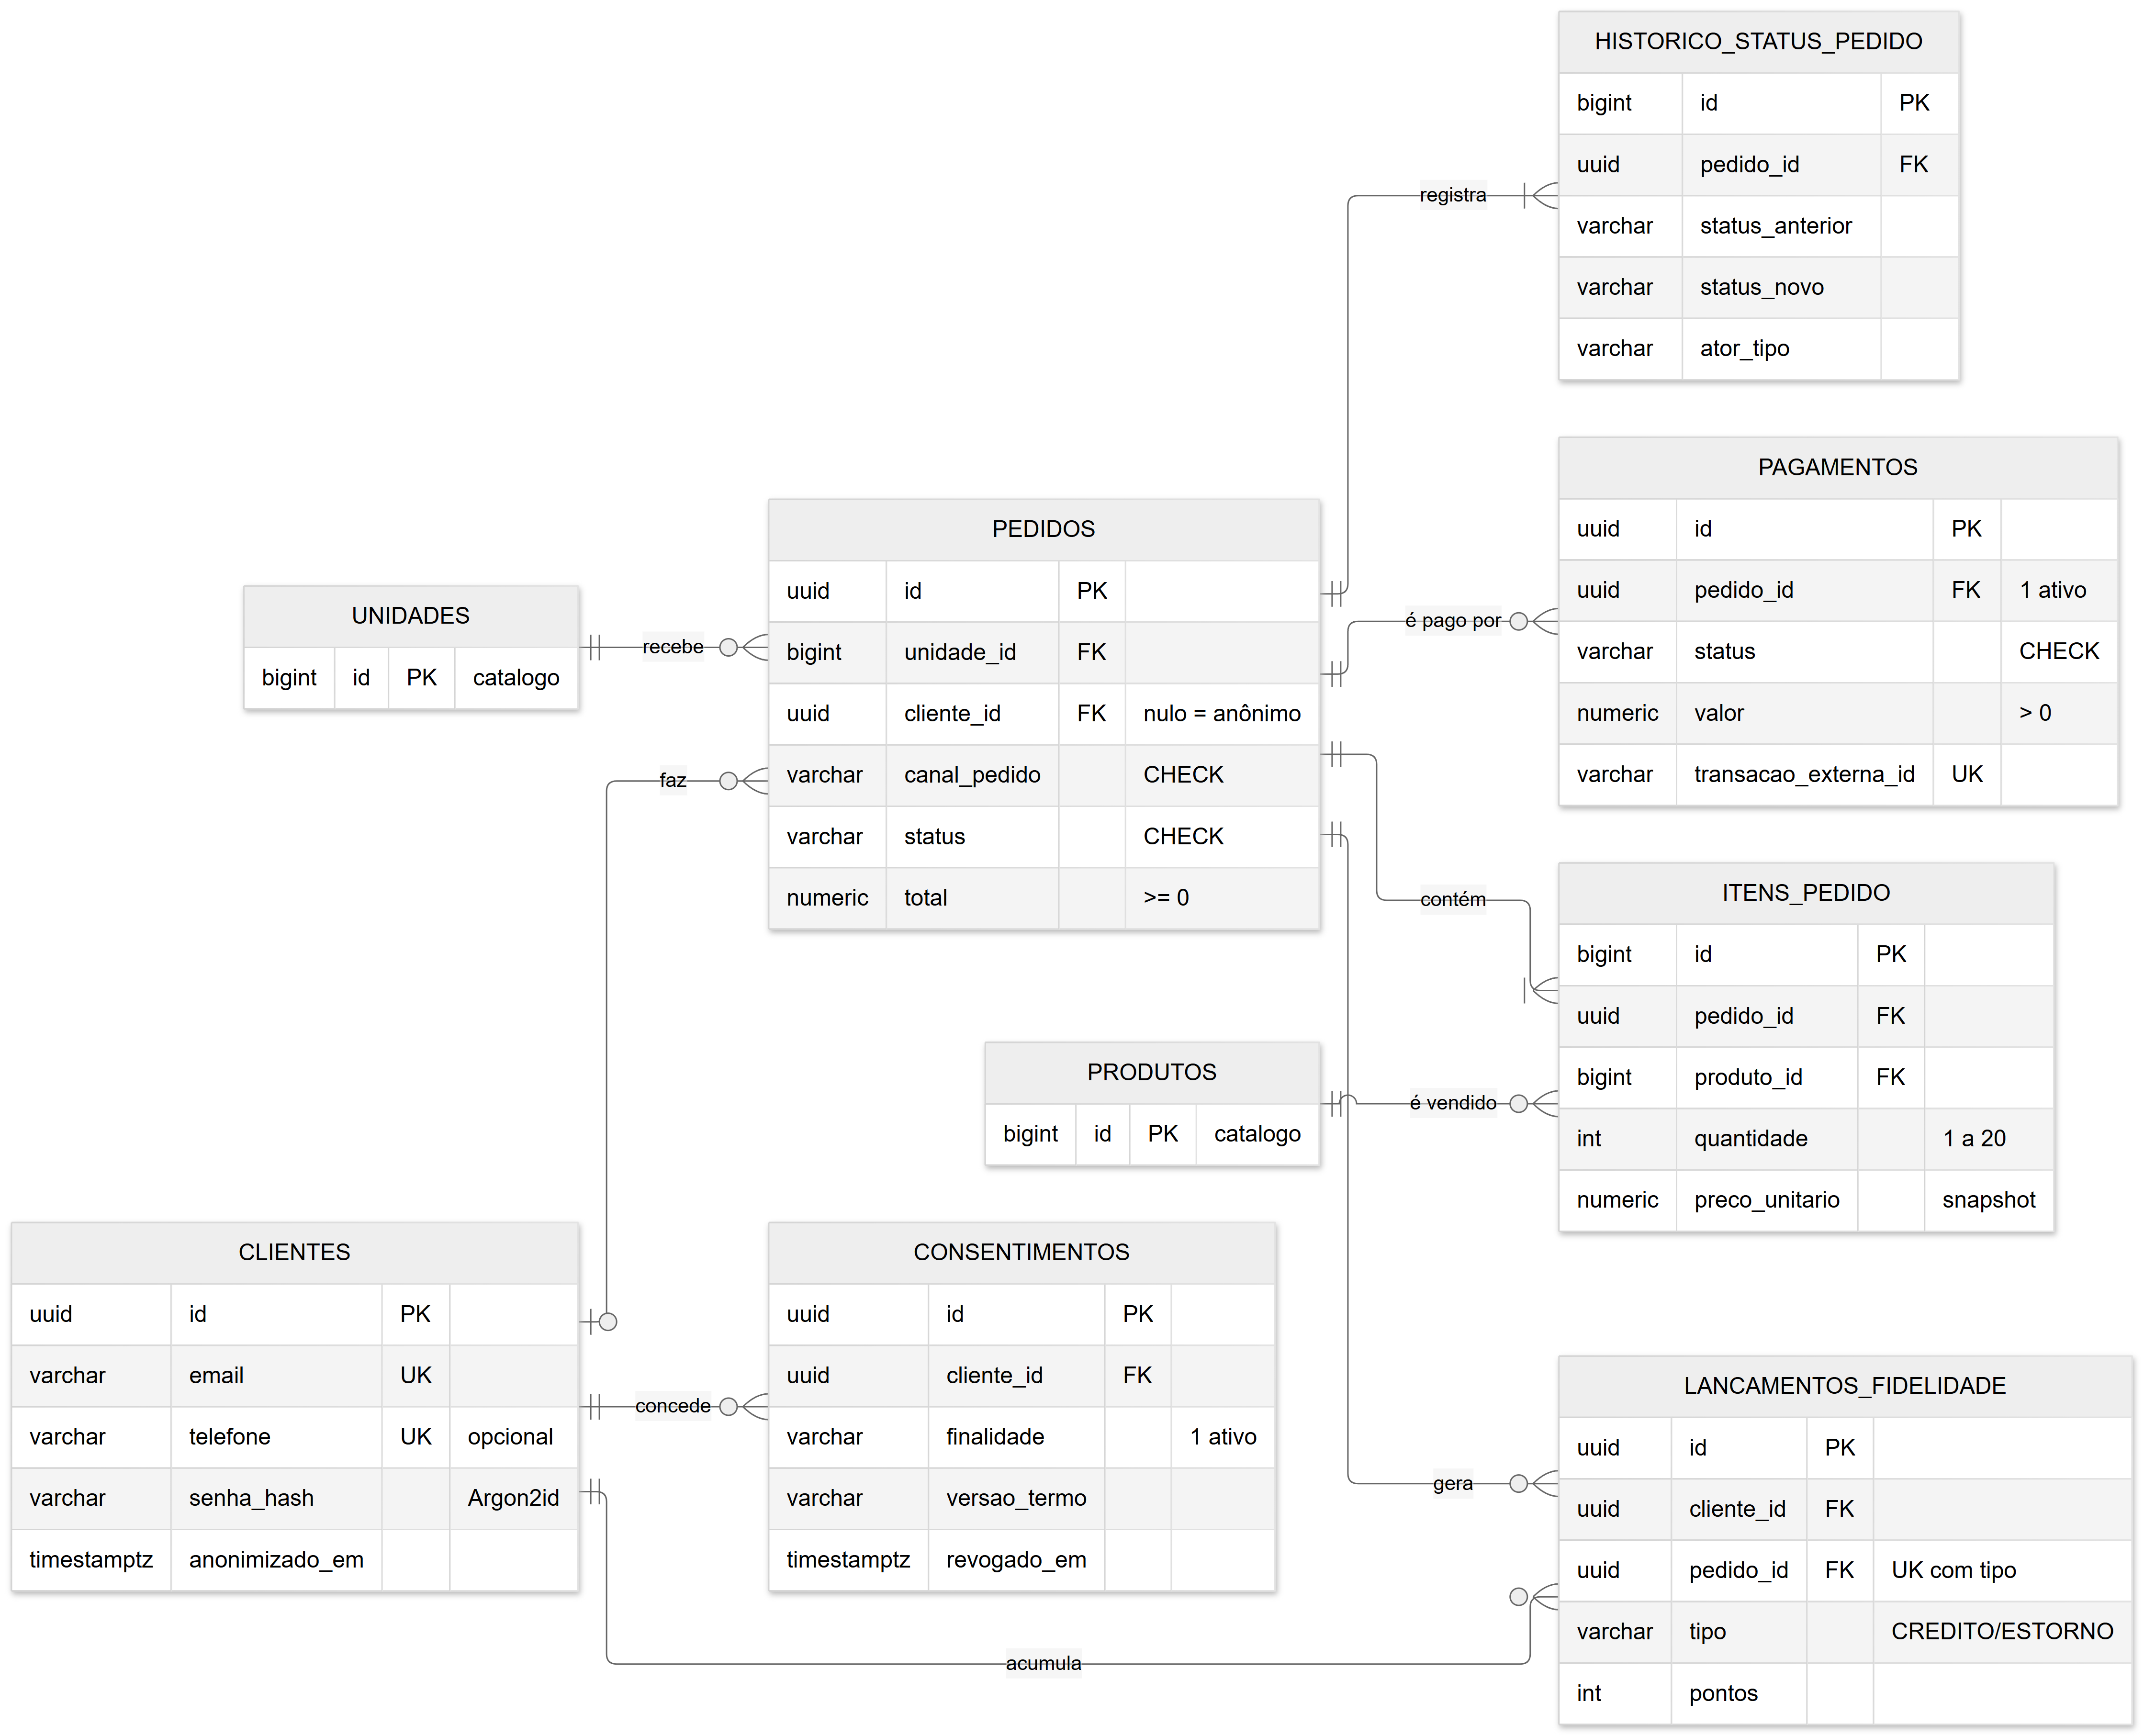 HISTORICO_STATUS_PEDIDO
bigint id PK
uuid pedido_id FK
varchar status_anterior
varchar status_novo
varchar ator_tipo
registra
PAGAMENTOS
uuid id PK
uuid pedido_id FK 1 ativo
varchar status CHECK
numeric valor > 0
varchar transacao_externa_id UK
é pago por
PEDIDOS
uuid id PK
bigint unidade_id FK
uuid cliente_id FK nulo = anônimo
varchar canal_pedido CHECK
varchar status CHECK
numeric total >= 0
UNIDADES
bigint id PK catalogo
recebe
faz
contém
ITENS_PEDIDO
bigint id PK
uuid pedido_id FK
bigint produto_id FK
int quantidade 1 a 20
numeric preco_unitario snapshot
PRODUTOS
bigint id PK catalogo
é vendido
CLIENTES
uuid id PK
varchar email UK
varchar telefone UK opcional
varchar senha_hash Argon2id
timestamptz anonimizado_em
concede
CONSENTIMENTOS
uuid id PK
uuid cliente_id FK
varchar finalidade 1 ativo
varchar versao_termo
timestamptz revogado_em
gera
LANCAMENTOS_FIDELIDADE
uuid id PK
uuid cliente_id FK
uuid pedido_id FK UK com tipo
varchar tipo CREDITO/ESTORNO
int pontos
acumula